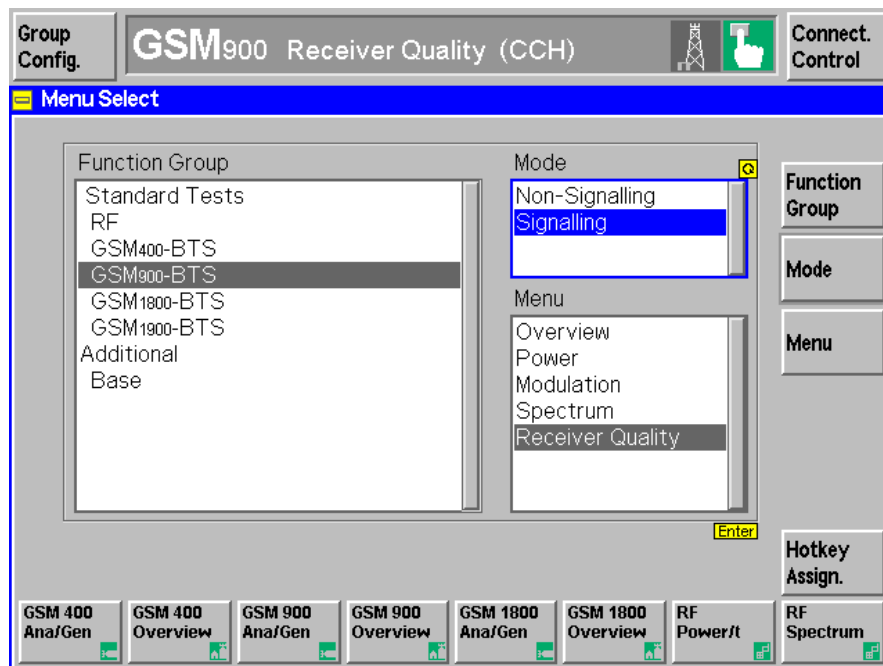 Group
Config.
GSM900 Receiver Quality (CCH)
Connect.
Control
Menu Select
Function Group
Standard Tests
RF
GSM400-BTS
GSM900-BTS
GSM1800-BTS
GSM1900-BTS
Additional
Base
Mode
Non-Signalling
Signalling
Menu
Overview
Power
Modulation
Spectrum
Receiver Quality
Enter
Function
Group
Mode
Menu
Hotkey
Assign.
GSM 400
Ana/Gen
GSM 400
Overview
GSM 900
Ana/Gen
GSM 900
Overview
GSM 1800
Ana/Gen
GSM 1800
Overview
RF
Power/t
RF
Spectrum